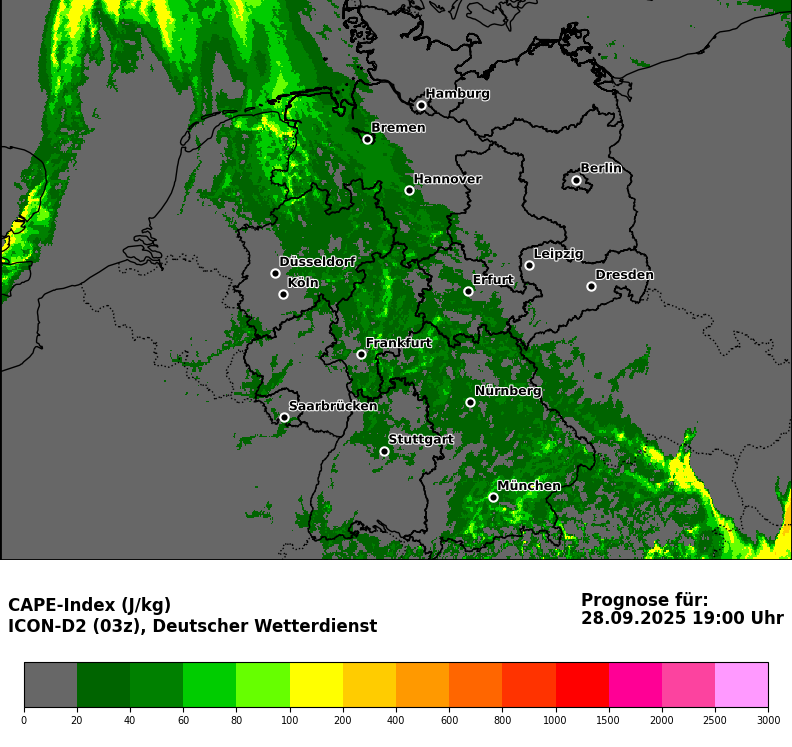 Hamburg
Bremen
Berlin
Hannover
Leipzig
Düsseldorf
Dresden
Köln
Erfurt
Frankfurt
Nürnberg
Saarbrücken
Stuttgart
München
CAPE-Index (J/kg)
ICON-D2 (03z), Deutscher Wetterdienst
Prognose für:
28.09.2025 19:00 Uhr
0 20 40 60 80 100 200 400 600 800 1000 1500 2000 2500 3000